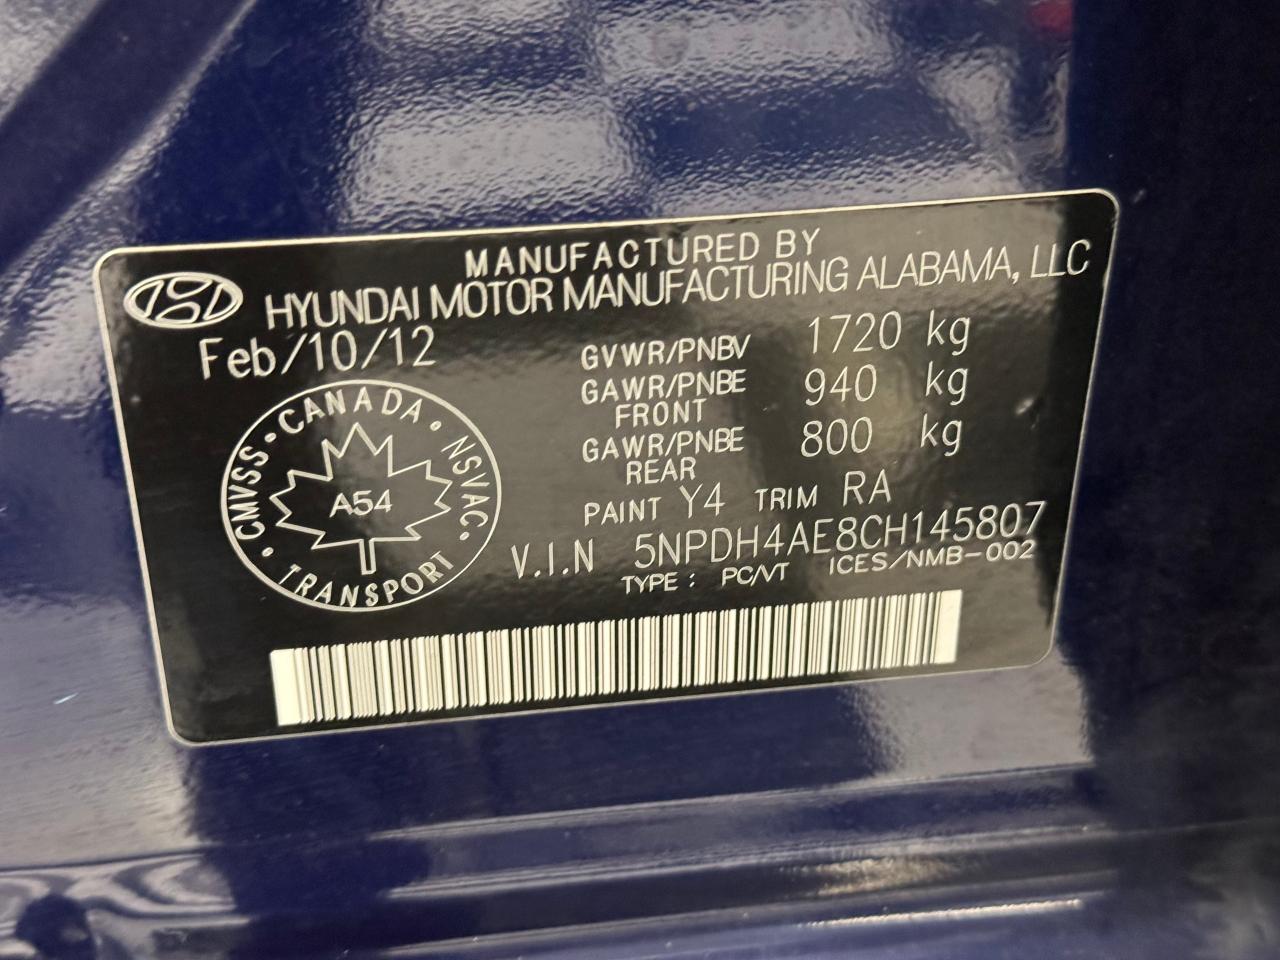 MANUFACTURED BY
HYUNDAI MOTOR MANUFACTURING ALABAMA, LLC
Feb/10/12
GVWR/PNBV 1720 kg
GAWR/PNBE FRONT 940 kg
GAWR/PNBE REAR 800 kg
PAINT Y4 TRIM RA
V.I.N 5NPDH4AE8CH145807
TYPE : PC/VT ICES/NMB-002
CMVSS · CANADA · NSVAC · TRANSPORT ·
A54